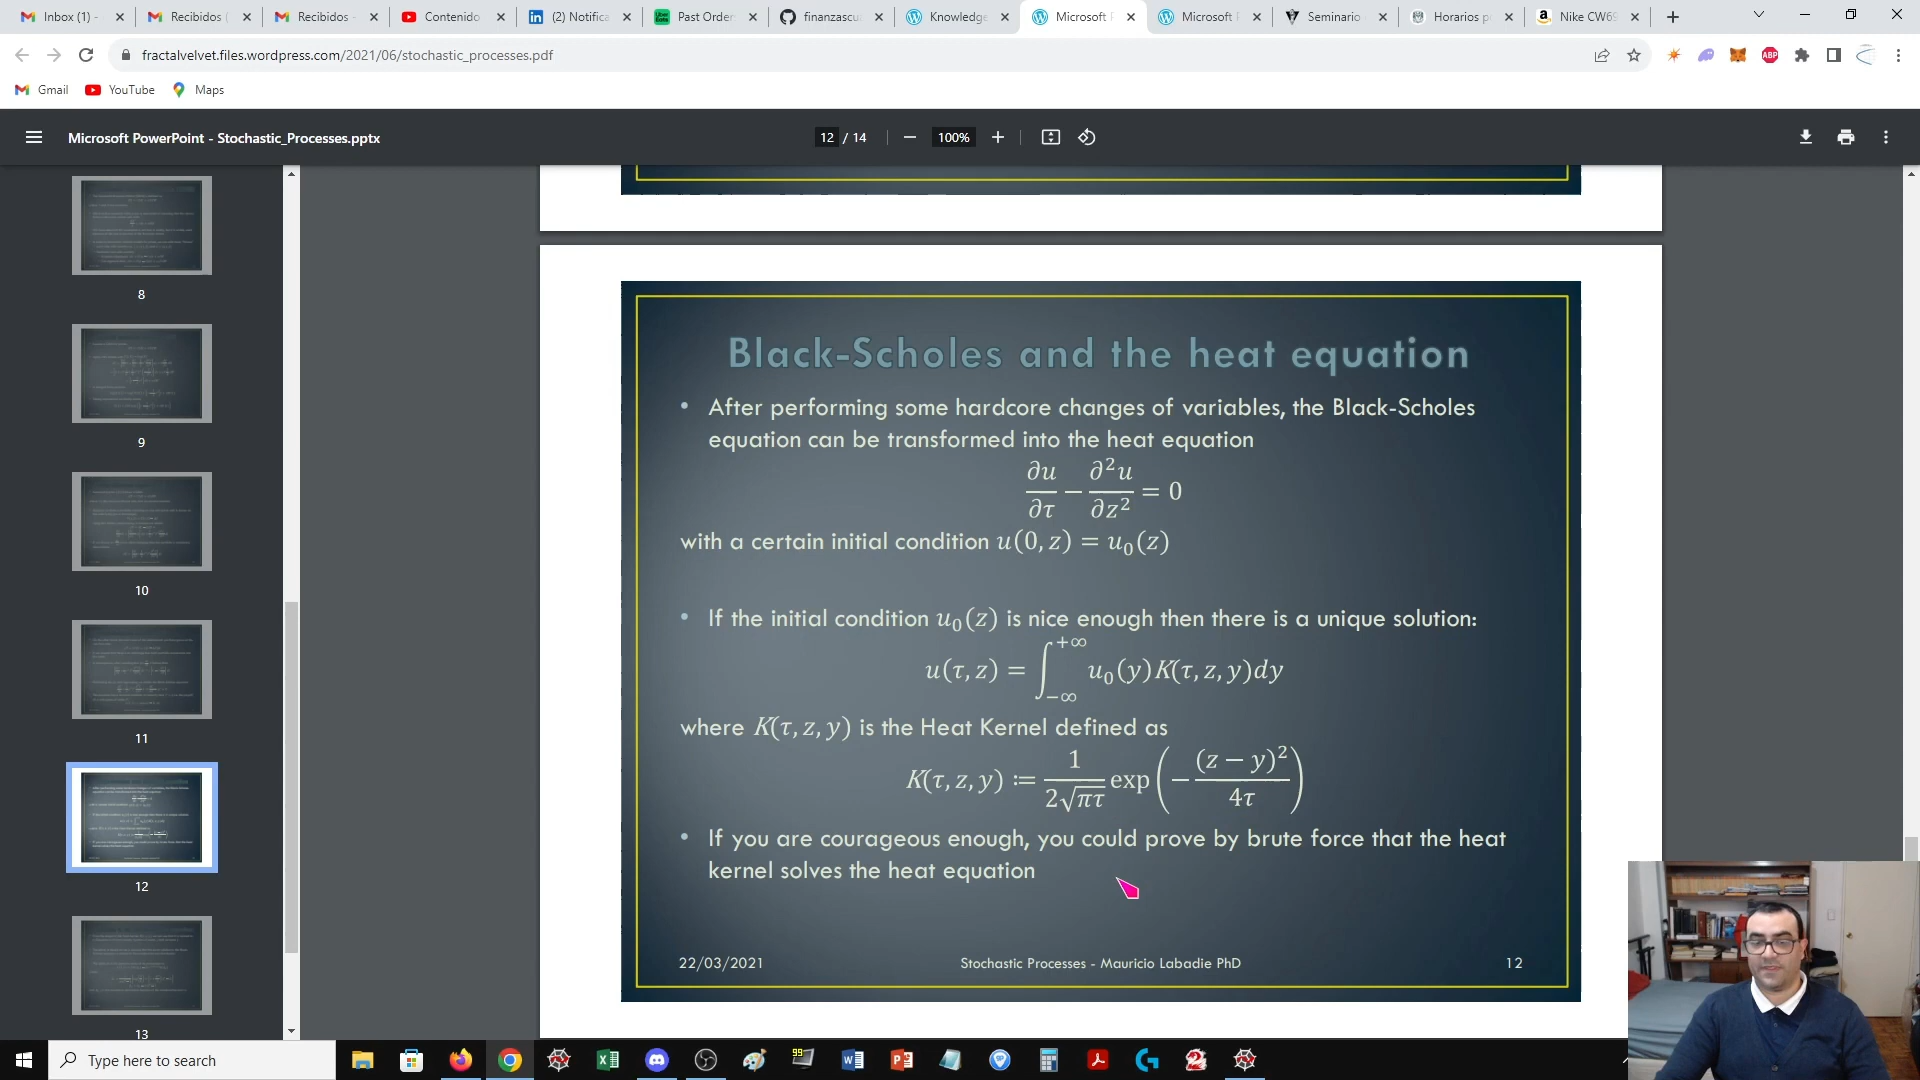 Inbox (1) -
Recibidos (
Recibidos -
Contenido
(2) Notifica
Past Order
finanzascu
Knowledge
Microsoft P
Microsoft P
Seminario
Horarios p
Nike CW69
fractalvelvet.files.wordpress.com/2021/06/stochastic_processes.pdf
ABP
Gmail
YouTube
Maps
Microsoft PowerPoint - Stochastic_Processes.pptx
12 / 14
100%
8
9
10
11
12
13
Black-Scholes and the heat equation
• After performing some hardcore changes of variables, the Black-Scholes
equation can be transformed into the heat equation
∂u/∂τ − ∂²u/∂z² = 0
with a certain initial condition u(0, z) = u₀(z)
• If the initial condition u₀(z) is nice enough then there is a unique solution:
u(τ, z) = ∫₋∞⁺∞ u₀(y)K(τ, z, y)dy
where K(τ, z, y) is the Heat Kernel defined as
K(τ, z, y) ≔ 1/(2√πτ) exp(−(z − y)²/4τ)
• If you are courageous enough, you could prove by brute force that the heat
kernel solves the heat equation
22/03/2021
Stochastic Processes - Mauricio Labadie PhD
12
Type here to search
99